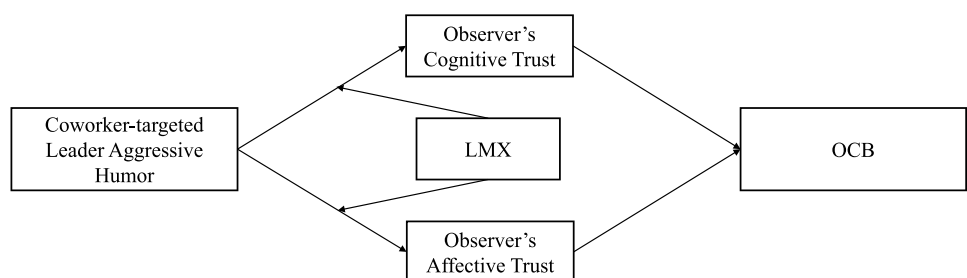 Observer’s
Cognitive Trust
Coworker-targeted
Leader Aggressive
Humor
LMX
OCB
Observer’s
Affective Trust